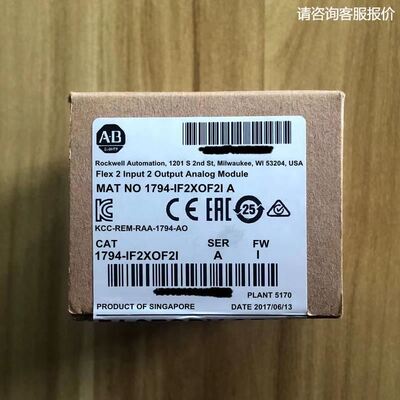 请咨询客服报价
A-B
QUALITY
Rockwell Automation, 1201 S 2nd St, Milwaukee, WI 53204, USA
Flex 2 Input 2 Output Analog Module
MAT NO 1794-IF2XOF2I A
25
KCC-REM-RAA-1794-AO
CAT SER FW
1794-IF2XOF2I A I
PLANT 5170
PRODUCT OF SINGAPORE DATE 2017/06/13